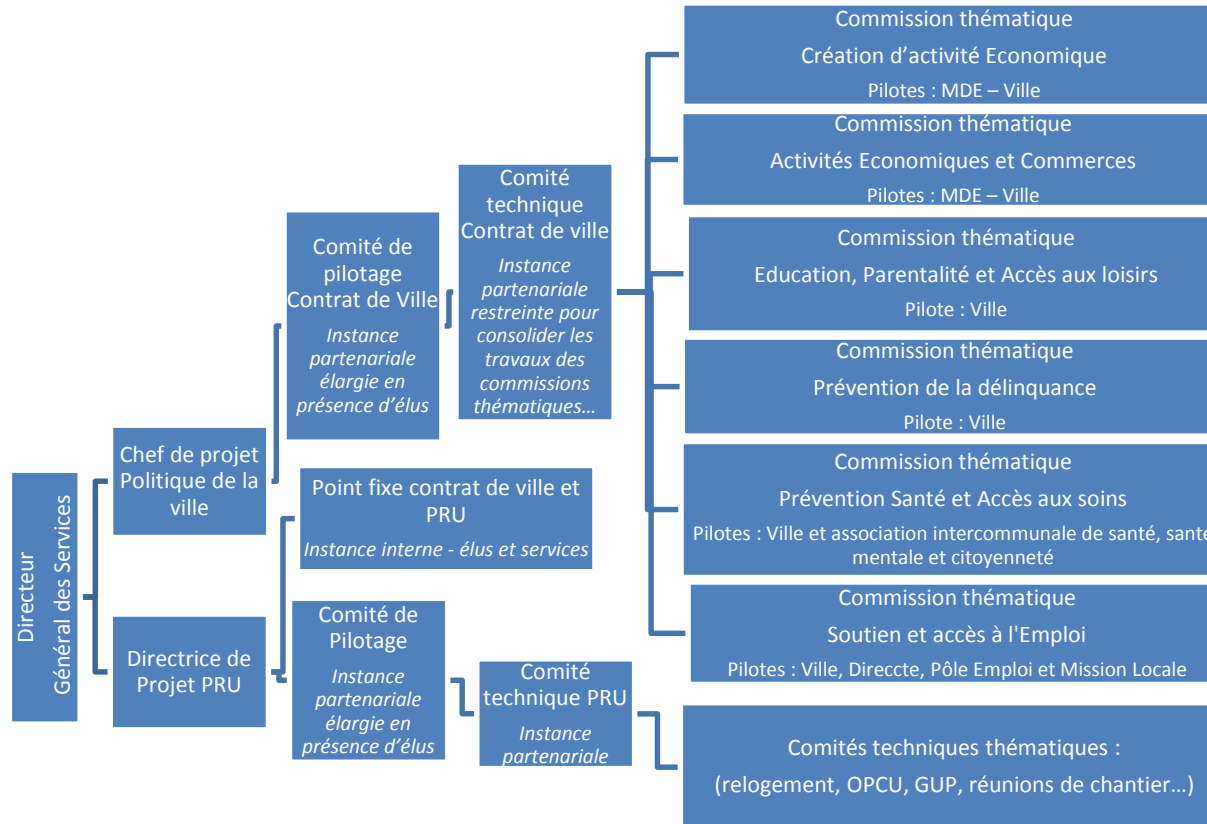 Directeur
Général des Services
Chef de projet
Politique de la
ville
Directrice de
Projet PRU
Comité de
pilotage
Contrat de Ville
Instance
partenariale
élargie en
présence d'élus
Point fixe contrat de ville et
PRU
Instance interne - élus et services
Comité de
Pilotage
Instance
partenariale
élargie en
présence d'élus
Comité
technique
Contrat de ville
Instance
partenariale
restreinte pour
consolider les
travaux des
commissions
thématiques…
Comité
technique PRU
Instance
partenariale
Commission thématique
Création d'activité Economique
Pilotes : MDE – Ville
Commission thématique
Activités Economiques et Commerces
Pilotes : MDE – Ville
Commission thématique
Education, Parentalité et Accès aux loisirs
Pilote : Ville
Commission thématique
Prévention de la délinquance
Pilote : Ville
Commission thématique
Prévention Santé et Accès aux soins
Pilotes : Ville et association intercommunale de santé, santé
mentale et citoyenneté
Commission thématique
Soutien et accès à l'Emploi
Pilotes : Ville, Direccte, Pôle Emploi et Mission Locale
Comités techniques thématiques :
(relogement, OPCU, GUP, réunions de chantier…)